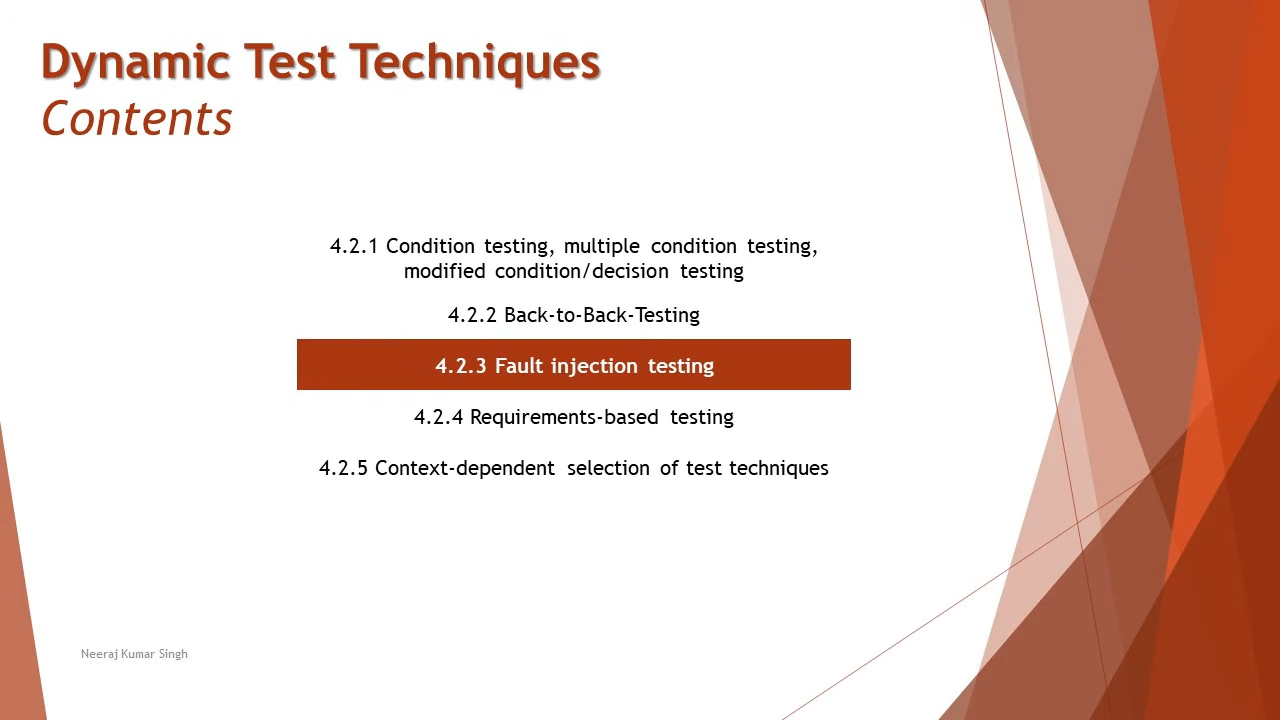 Dynamic Test Techniques
Contents
4.2.1 Condition testing, multiple condition testing,
modified condition/decision testing
4.2.2 Back-to-Back-Testing
4.2.3 Fault injection testing
4.2.4 Requirements-based testing
4.2.5 Context-dependent selection of test techniques
Neeraj Kumar Singh